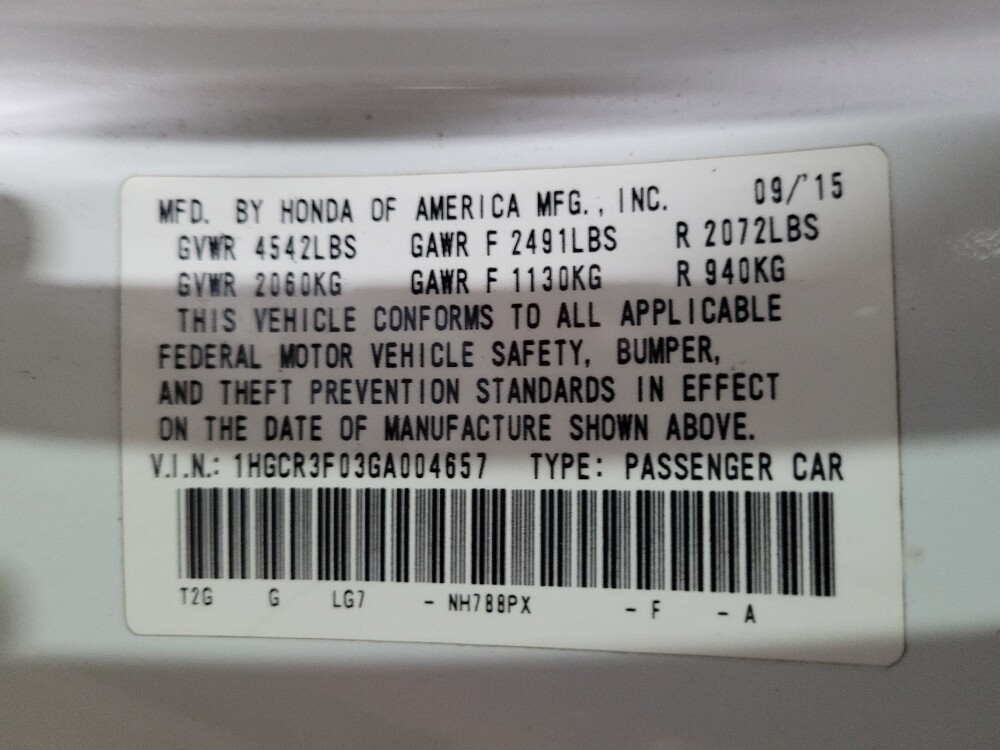 MFD. BY HONDA OF AMERICA MFG., INC. 09/'15
GVWR 4542LBS GAWR F 2491LBS R 2072LBS
GVWR 2060KG GAWR F 1130KG R 940KG
THIS VEHICLE CONFORMS TO ALL APPLICABLE
FEDERAL MOTOR VEHICLE SAFETY, BUMPER,
AND THEFT PREVENTION STANDARDS IN EFFECT
ON THE DATE OF MANUFACTURE SHOWN ABOVE.
V.I.N.: 1HGCR3F03GA004657 TYPE: PASSENGER CAR
T2G G LG7 - NH788PX - F - A